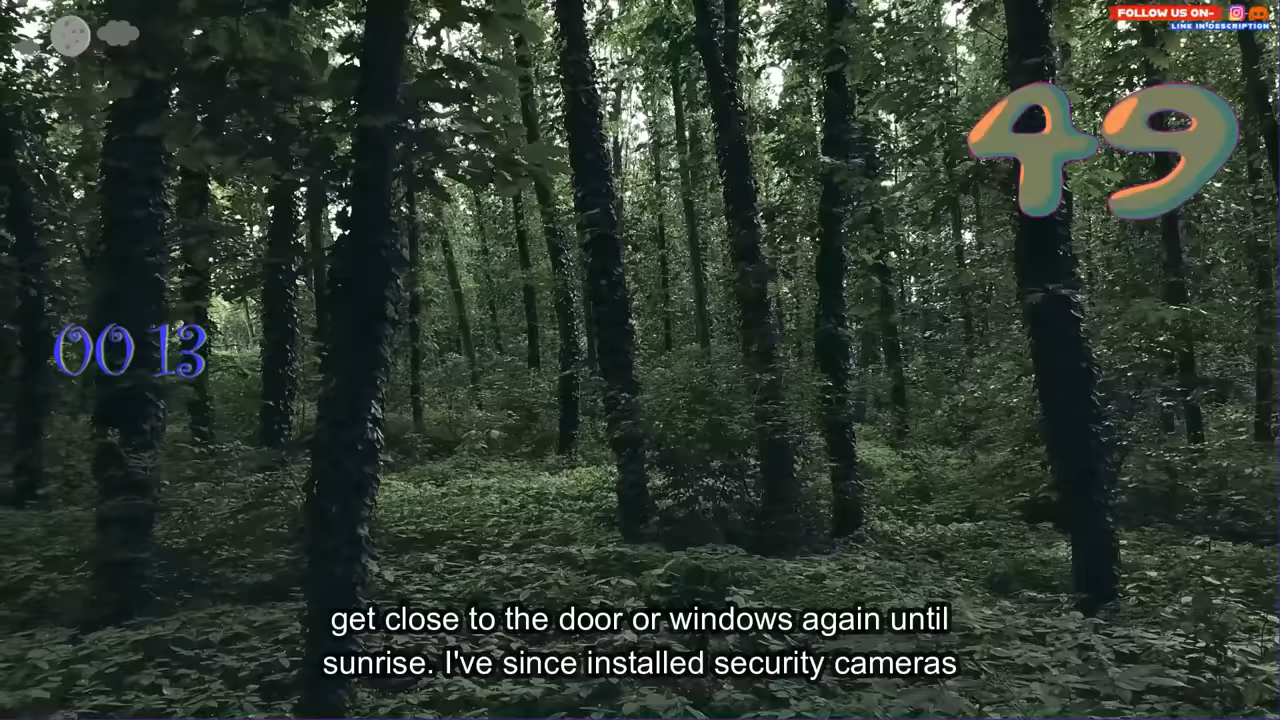 FOLLOW US ON-
LINK IN DESCRIPTION
49
00 13
get close to the door or windows again until
sunrise. I've since installed security cameras